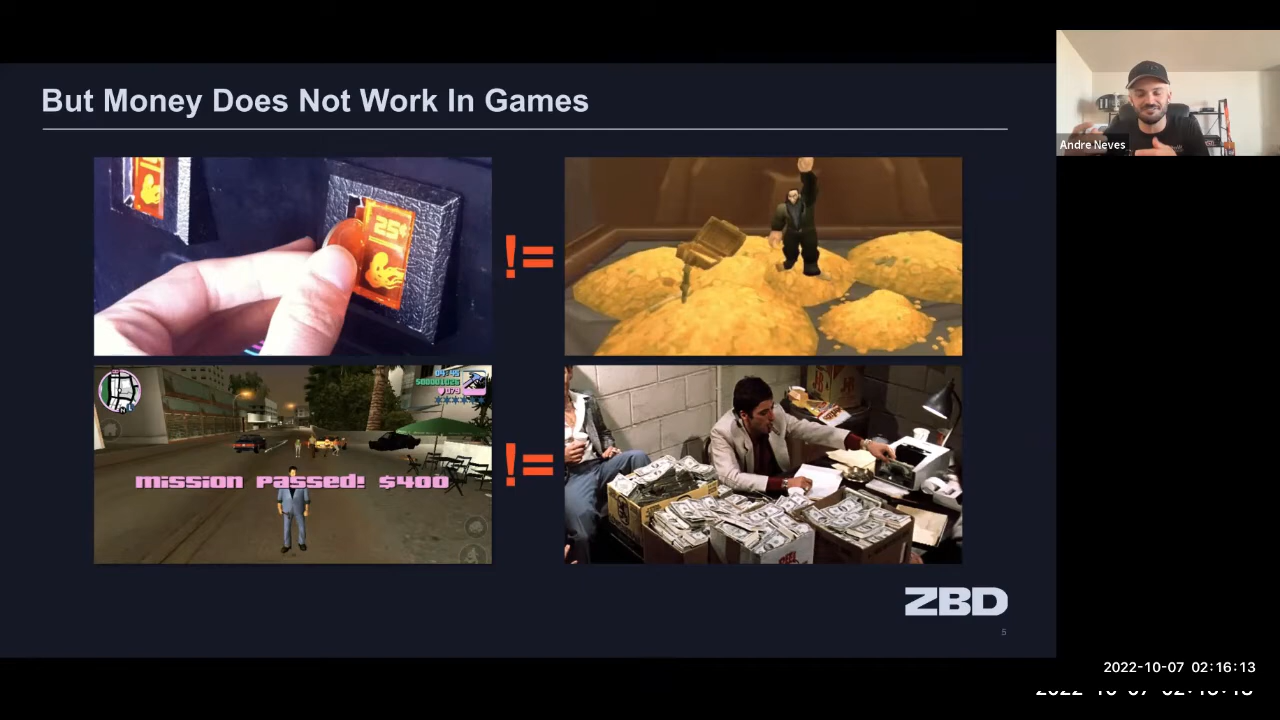 But Money Does Not Work In Games
Andre Neves
25¢
!=
mission passed! $400
!=
ZBD
5
2022-10-07 02:16:13